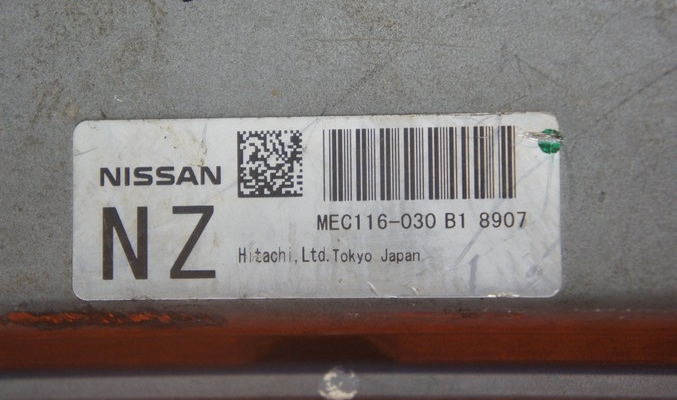 NISSAN
NZ
MEC116-030 B1 8907
Hitachi,Ltd.Tokyo Japan